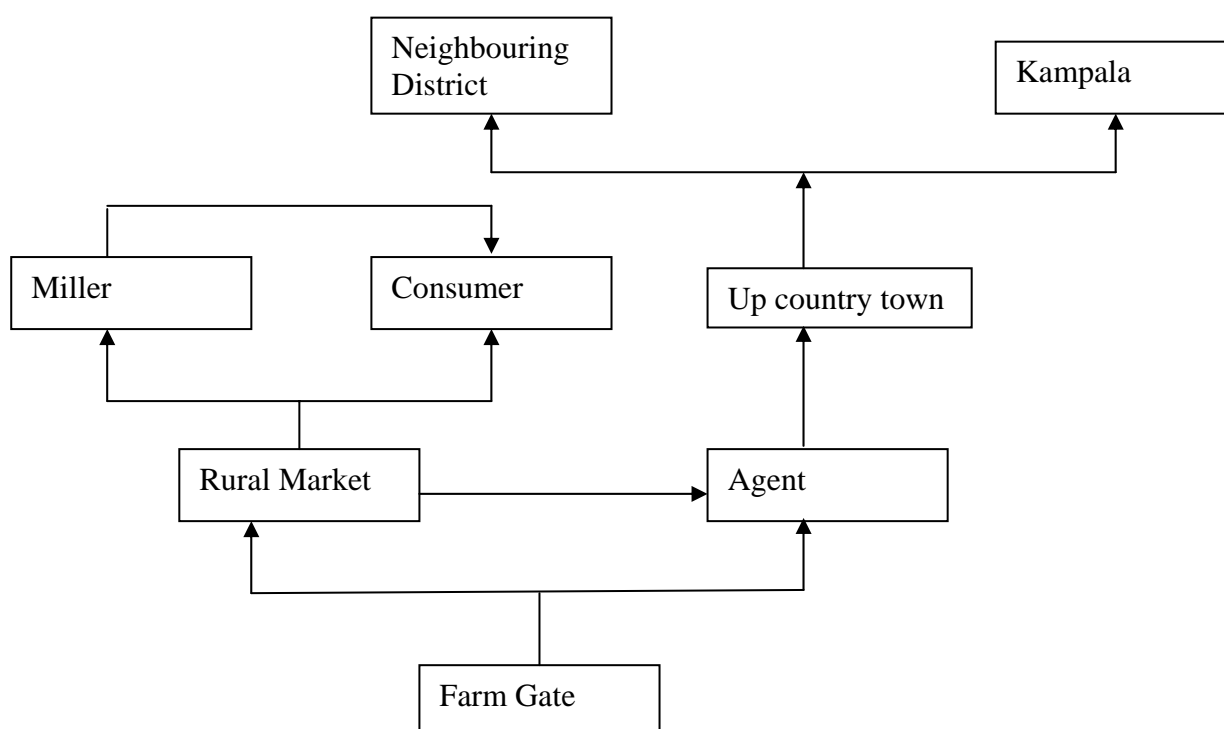 Neighbouring
District
Kampala
Miller
Consumer
Up country town
Rural Market
Agent
Farm Gate